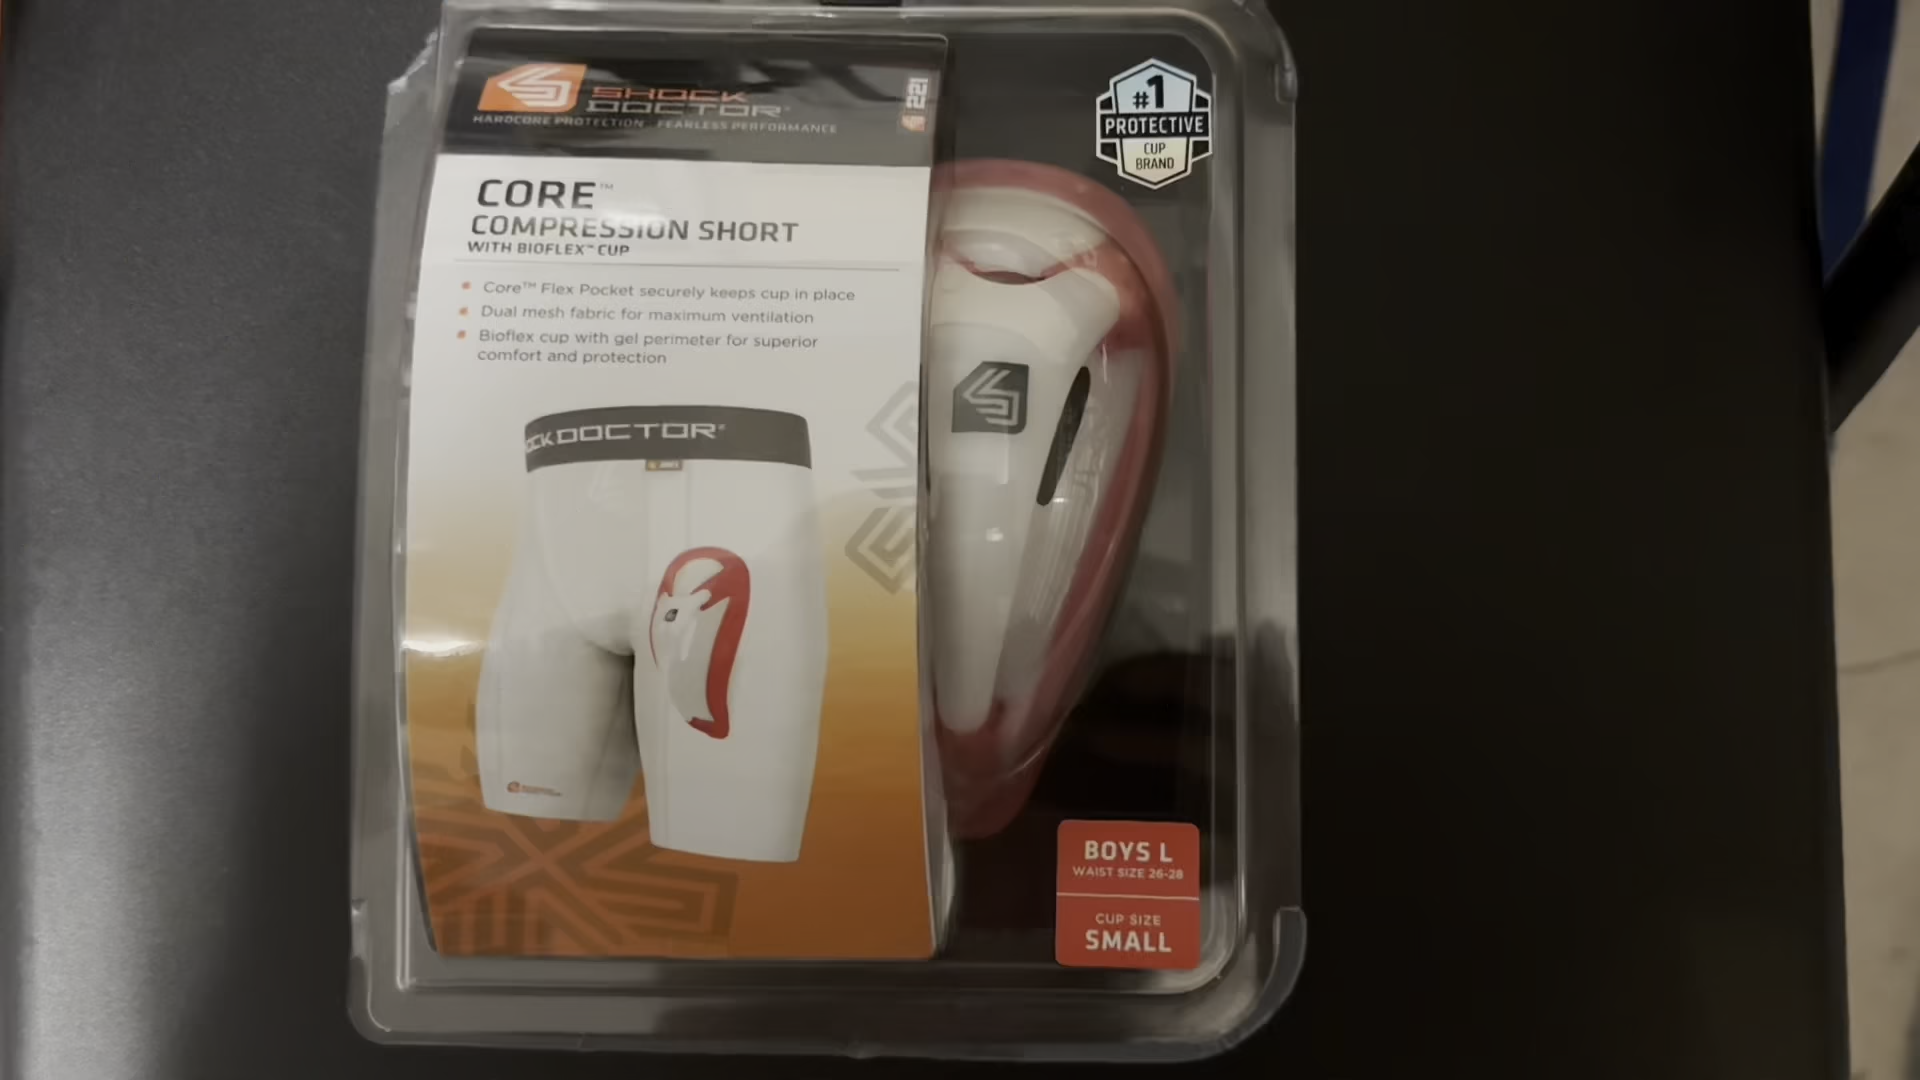 SHOCK
DOCTOR
HARDCORE PROTECTION FEARLESS PERFORMANCE
221
CORE™
COMPRESSION SHORT
WITH BIOFLEX™ CUP
Core™ Flex Pocket securely keeps cup in place
Dual mesh fabric for maximum ventilation
Bioflex cup with gel perimeter for superior
comfort and protection
OCK DOCTOR®
#1
PROTECTIVE
CUP
BRAND
BOYS L
WAIST SIZE 26-28
CUP SIZE
SMALL